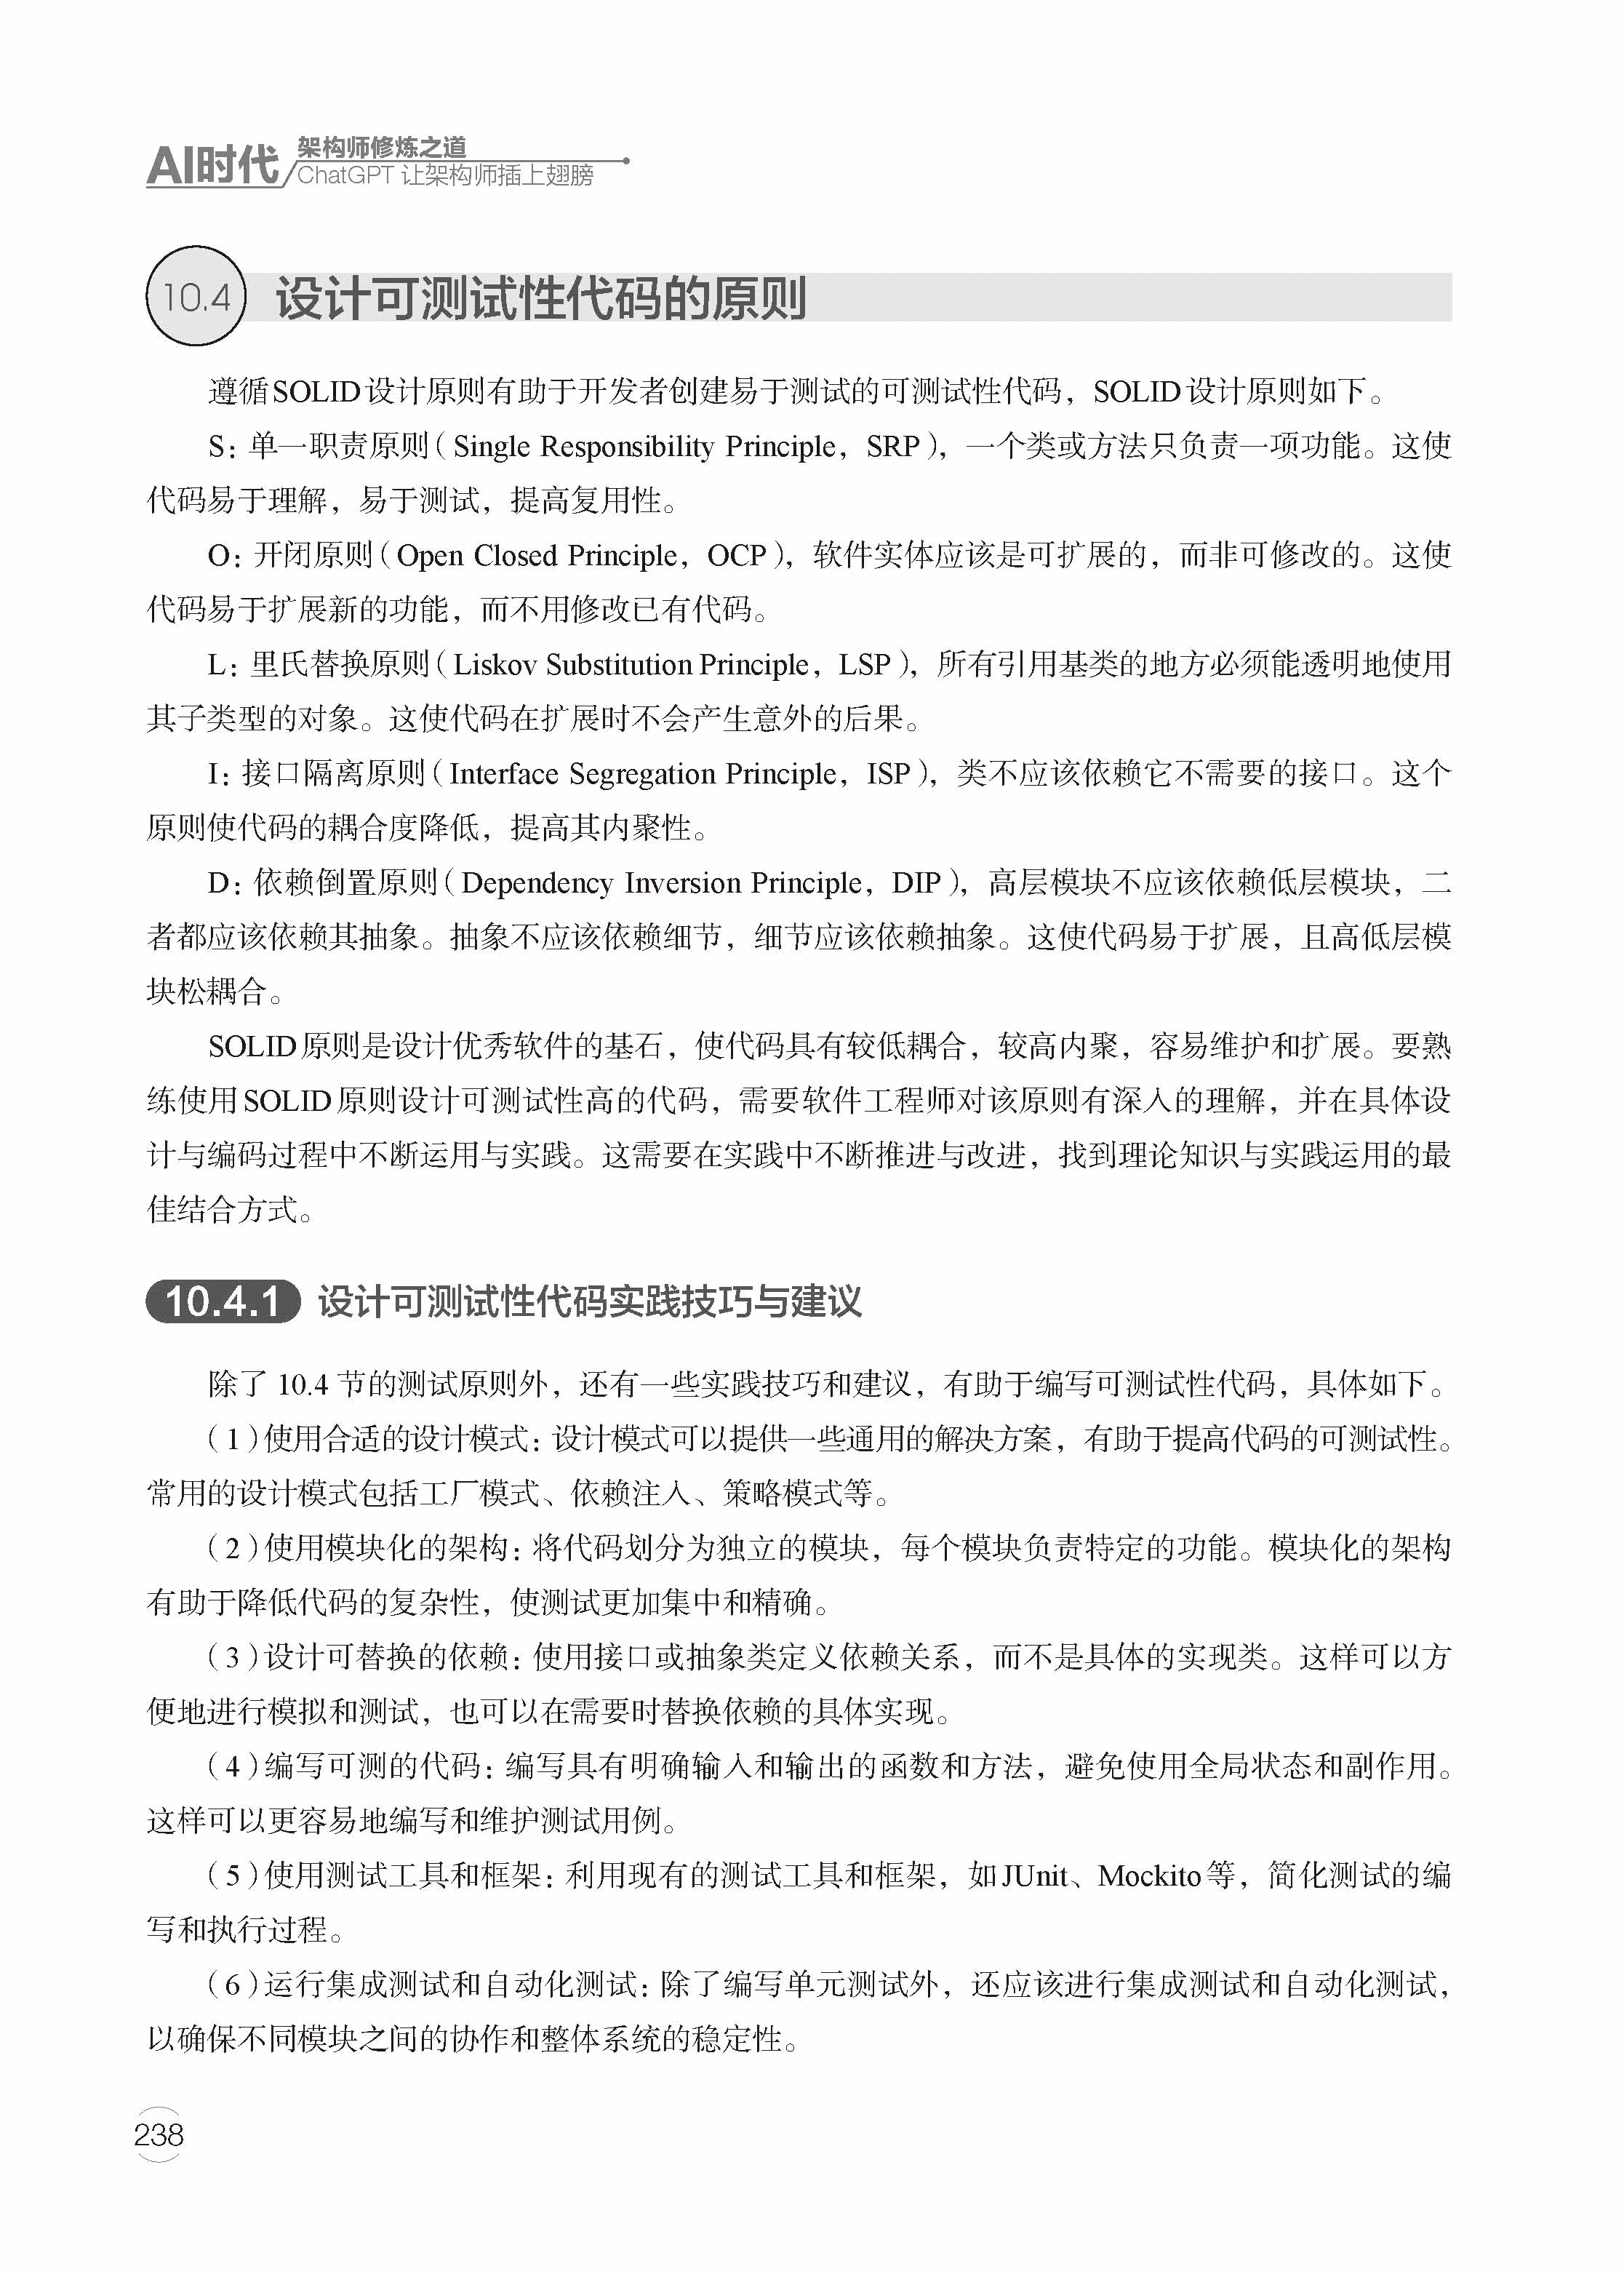 AI时代 架构师修炼之道
ChatGPT 让架构师插上翅膀
10.4 设计可测试性代码的原则
遵循SOLID设计原则有助于开发者创建易于测试的可测试性代码，SOLID设计原则如下。
S：单一职责原则（Single Responsibility Principle，SRP），一个类或方法只负责一项功能。这使
代码易于理解，易于测试，提高复用性。
O：开闭原则（Open Closed Principle，OCP），软件实体应该是可扩展的，而非可修改的。这使
代码易于扩展新的功能，而不用修改已有代码。
L：里氏替换原则（Liskov Substitution Principle，LSP），所有引用基类的地方必须能透明地使用
其子类型的对象。这使代码在扩展时不会产生意外的后果。
I：接口隔离原则（Interface Segregation Principle，ISP），类不应该依赖它不需要的接口。这个
原则使代码的耦合度降低，提高其内聚性。
D：依赖倒置原则（Dependency Inversion Principle，DIP），高层模块不应该依赖低层模块，二
者都应该依赖其抽象。抽象不应该依赖细节，细节应该依赖抽象。这使代码易于扩展，且高低层模
块松耦合。
SOLID原则是设计优秀软件的基石，使代码具有较低耦合，较高内聚，容易维护和扩展。要熟
练使用SOLID原则设计可测试性高的代码，需要软件工程师对该原则有深入的理解，并在具体设
计与编码过程中不断运用与实践。这需要在实践中不断推进与改进，找到理论知识与实践运用的最
佳结合方式。
10.4.1 设计可测试性代码实践技巧与建议
除了 10.4 节的测试原则外，还有一些实践技巧和建议，有助于编写可测试性代码，具体如下。
（1）使用合适的设计模式：设计模式可以提供一些通用的解决方案，有助于提高代码的可测试性。
常用的设计模式包括工厂模式、依赖注入、策略模式等。
（2）使用模块化的架构：将代码划分为独立的模块，每个模块负责特定的功能。模块化的架构
有助于降低代码的复杂性，使测试更加集中和精确。
（3）设计可替换的依赖：使用接口或抽象类定义依赖关系，而不是具体的实现类。这样可以方
便地进行模拟和测试，也可以在需要时替换依赖的具体实现。
（4）编写可测的代码：编写具有明确输入和输出的函数和方法，避免使用全局状态和副作用。
这样可以更容易地编写和维护测试用例。
（5）使用测试工具和框架：利用现有的测试工具和框架，如JUnit、Mockito等，简化测试的编
写和执行过程。
（6）运行集成测试和自动化测试：除了编写单元测试外，还应该进行集成测试和自动化测试，
以确保不同模块之间的协作和整体系统的稳定性。
238